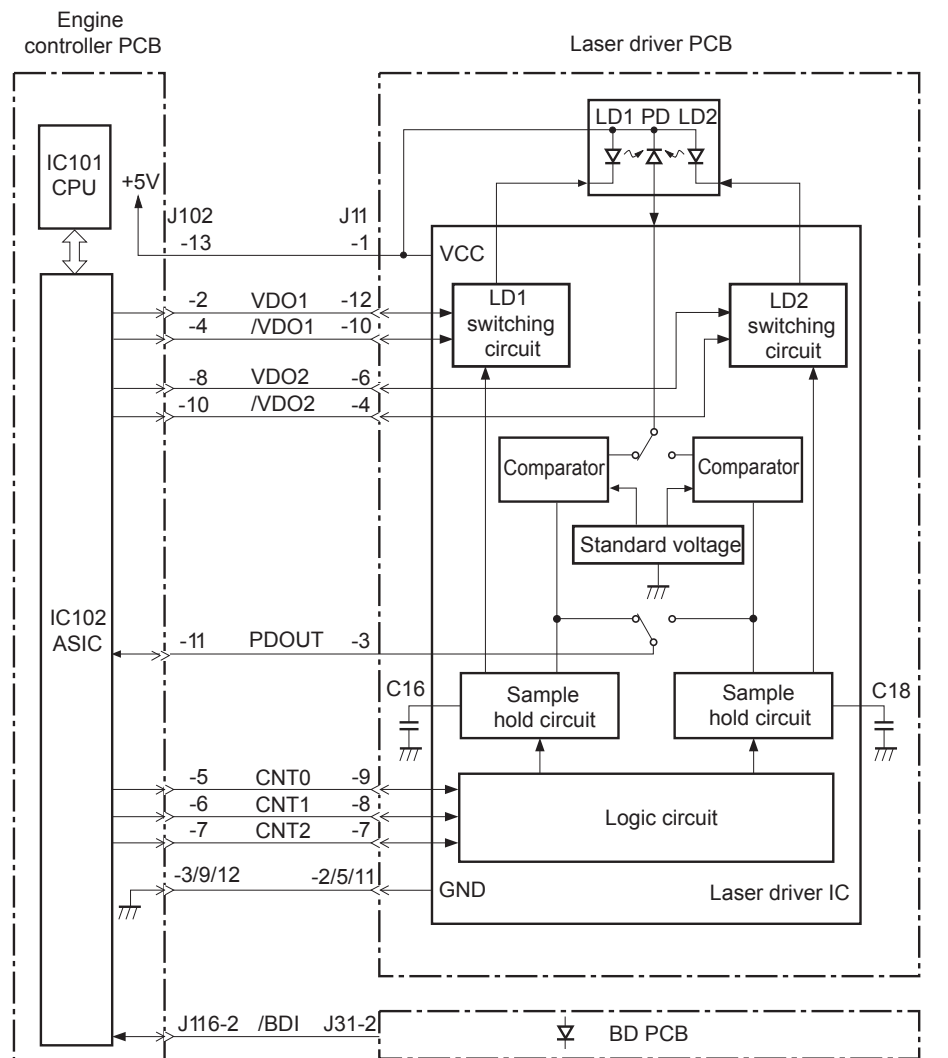 Engine
controller PCB
Laser driver PCB
LD1 PD LD2
IC101
CPU
+5V
J102
J11
-13
-1
VCC
-2 VDO1 -12
-4 /VDO1 -10
LD1
switching
circuit
LD2
switching
circuit
-8 VDO2 -6
-10 /VDO2 -4
Comparator
Comparator
Standard voltage
IC102
ASIC
-11 PDOUT -3
C16
Sample
hold circuit
Sample
hold circuit
C18
-5 CNT0 -9
-6 CNT1 -8
-7 CNT2 -7
Logic circuit
-3/9/12 -2/5/11
GND
Laser driver IC
J116-2 /BDI J31-2
BD PCB